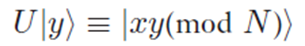 U|y⟩ ≡ |xy(mod N)⟩